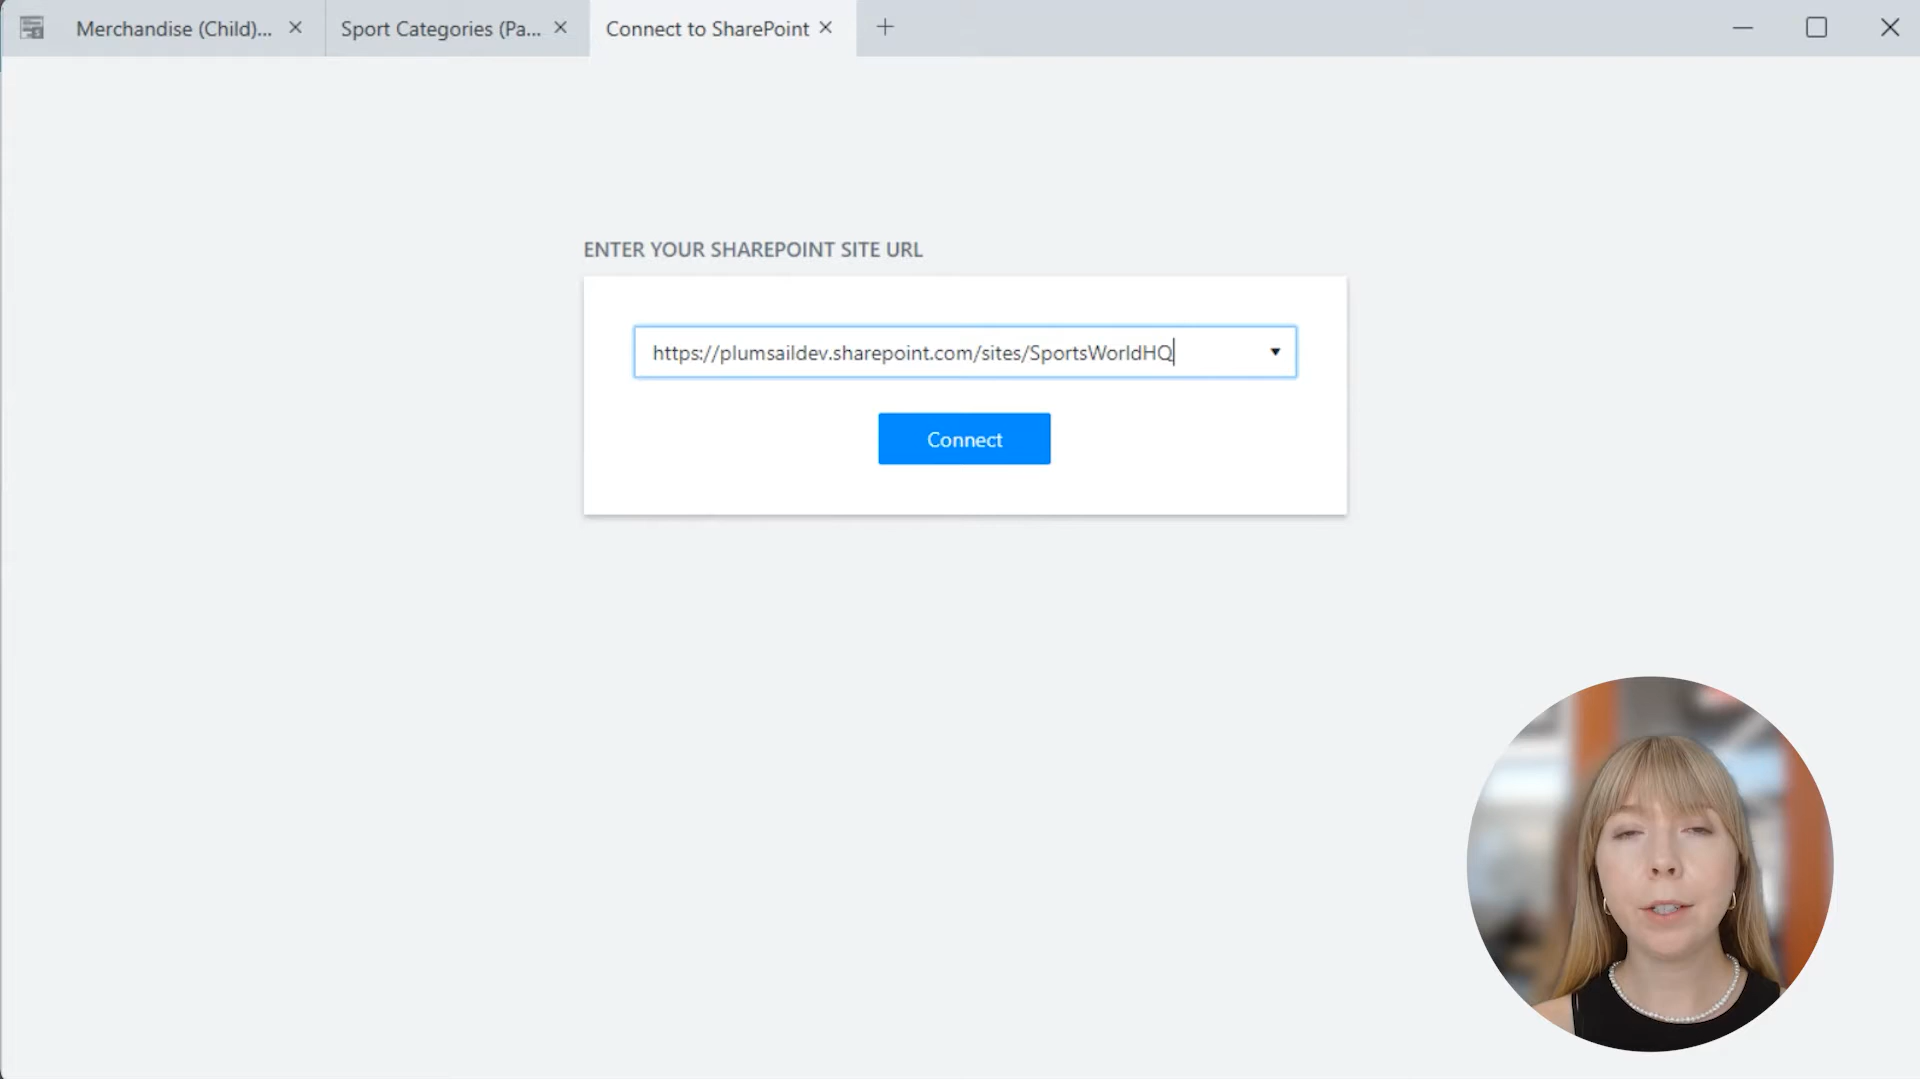 Merchandise (Child)...
Sport Categories (Pa...
Connect to SharePoint
ENTER YOUR SHAREPOINT SITE URL
https://plumsaildev.sharepoint.com/sites/SportsWorldHQ
Connect